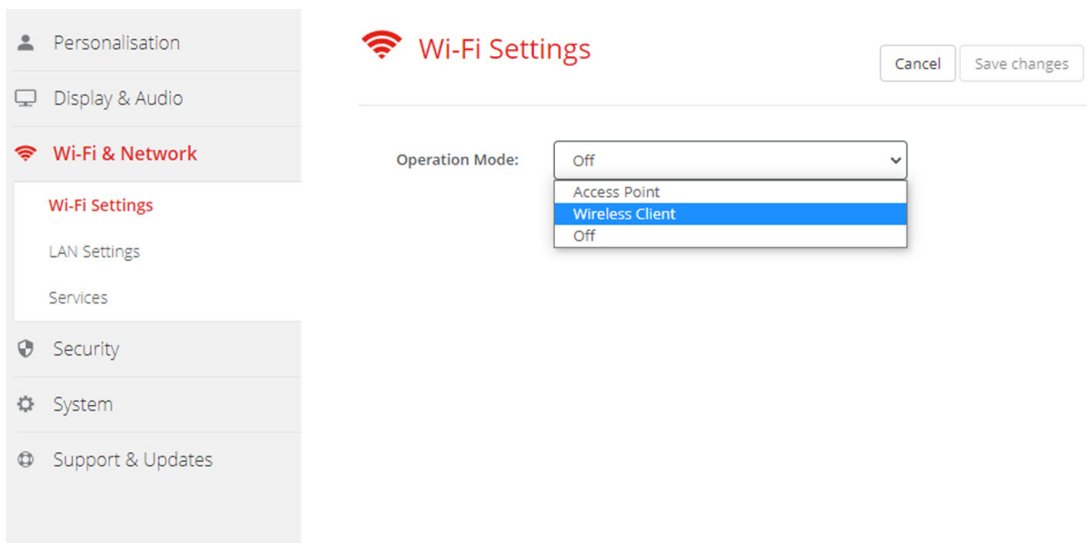 Personalisation
Display & Audio
Wi-Fi & Network
Wi-Fi Settings
LAN Settings
Services
Security
System
Support & Updates
Wi-Fi Settings
Cancel
Save changes
Operation Mode:
Off
Access Point
Wireless Client
Off